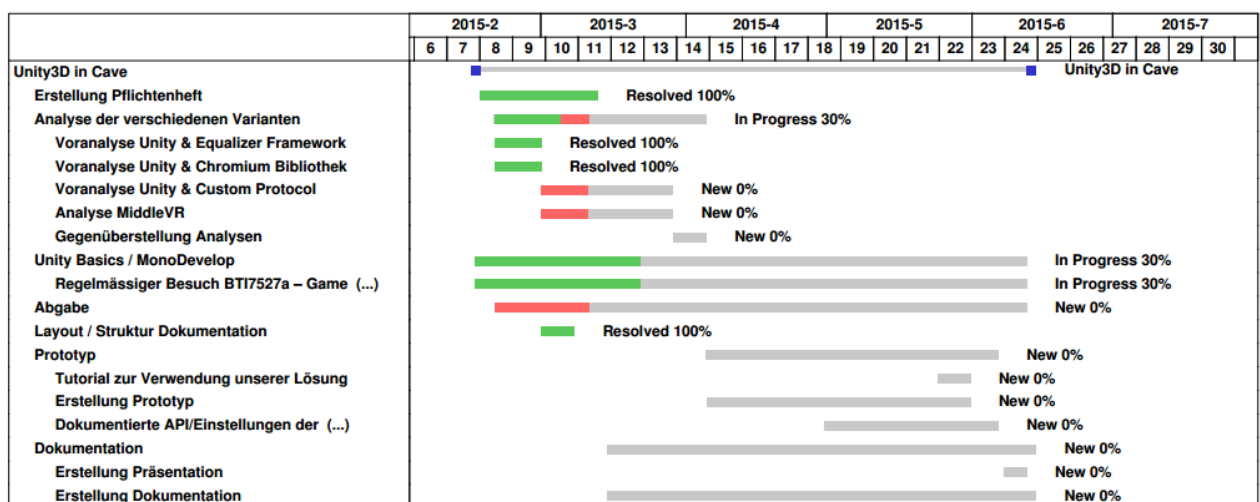 2015-2 2015-3 2015-4 2015-5 2015-6 2015-7
6 7 8 9 10 11 12 13 14 15 16 17 18 19 20 21 22 23 24 25 26 27 28 29 30
Unity3D in Cave Unity3D in Cave
Erstellung Pflichtenheft Resolved 100%
Analyse der verschiedenen Varianten In Progress 30%
Voranalyse Unity & Equalizer Framework Resolved 100%
Voranalyse Unity & Chromium Bibliothek Resolved 100%
Voranalyse Unity & Custom Protocol New 0%
Analyse MiddleVR New 0%
Gegenüberstellung Analysen New 0%
Unity Basics / MonoDevelop In Progress 30%
Regelmässiger Besuch BTI7527a – Game (...) In Progress 30%
Abgabe New 0%
Layout / Struktur Dokumentation Resolved 100%
Prototyp New 0%
Tutorial zur Verwendung unserer Lösung New 0%
Erstellung Prototyp New 0%
Dokumentierte API/Einstellungen der (...) New 0%
Dokumentation New 0%
Erstellung Präsentation New 0%
Erstellung Dokumentation New 0%